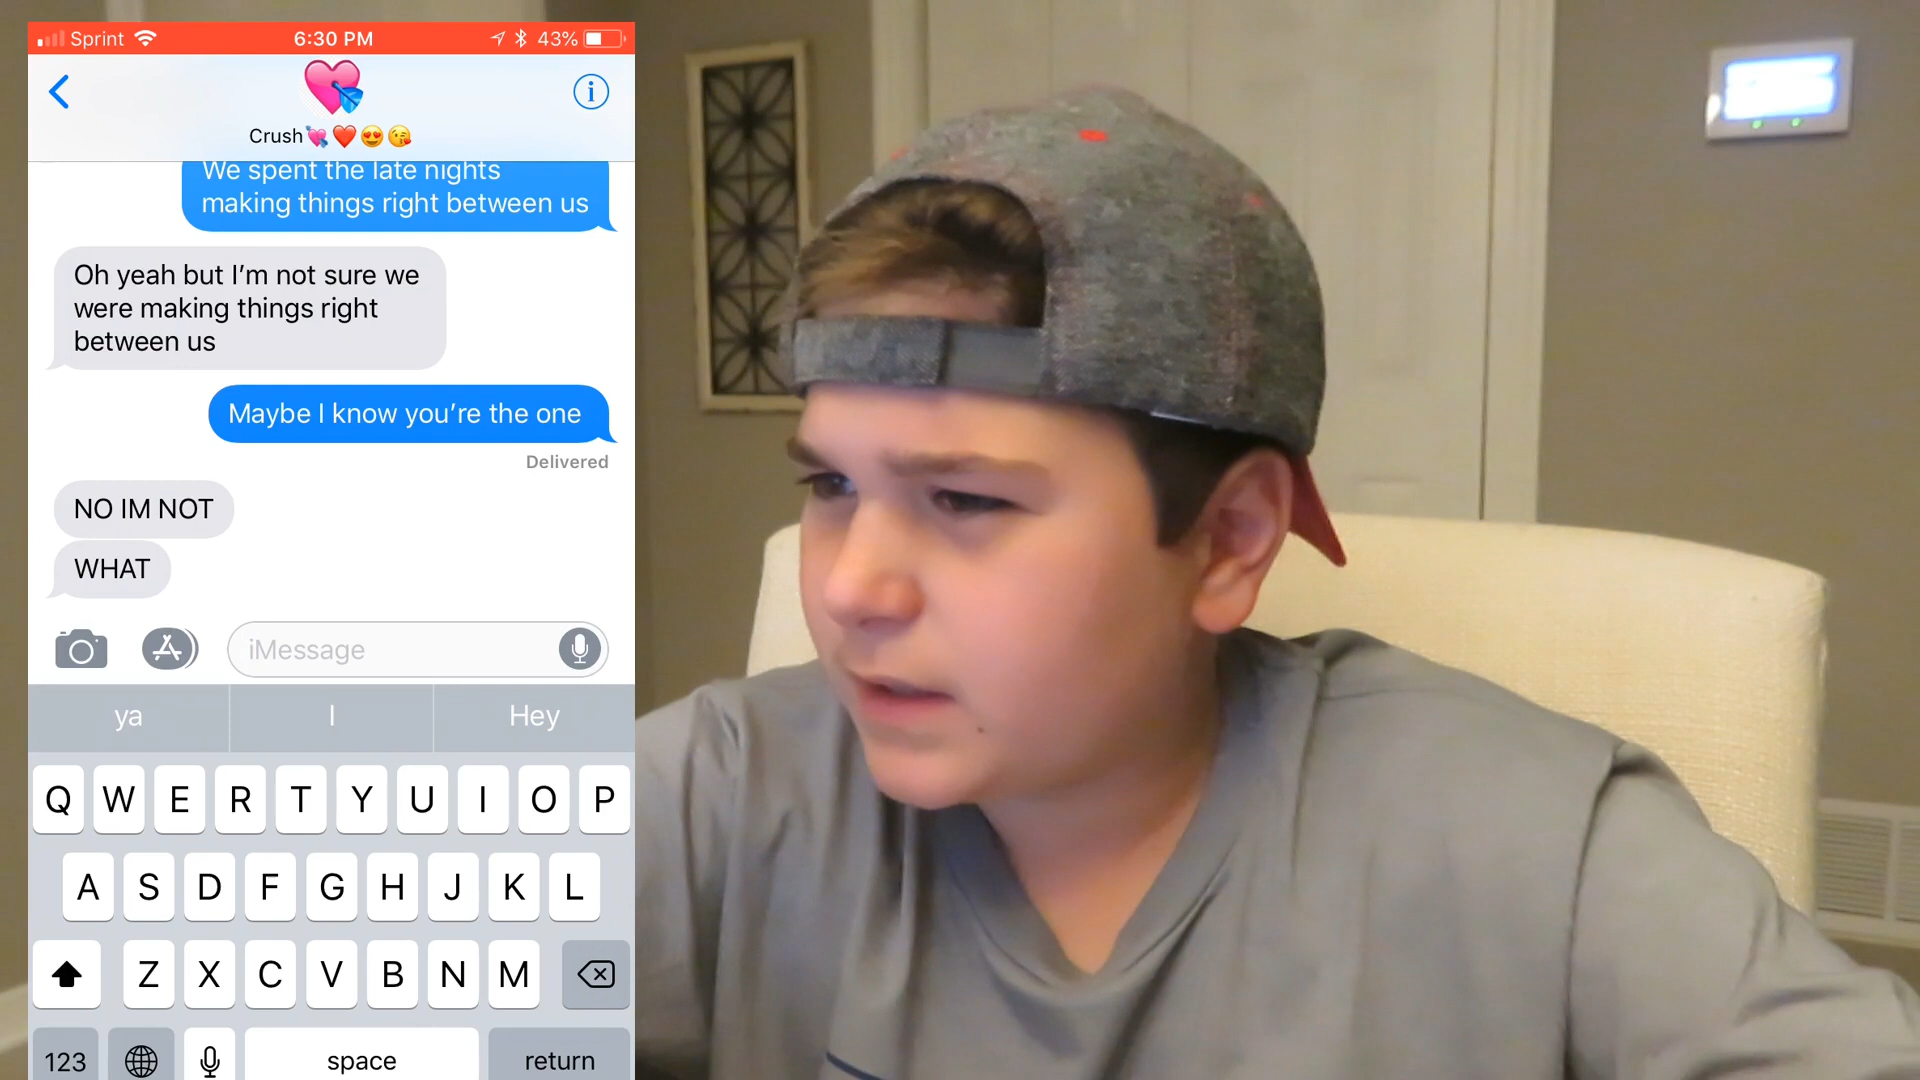 Sprint 6:30 PM 43%
Crush
We spent the late nights
making things right between us
Oh yeah but I'm not sure we
were making things right
between us
Maybe I know you're the one
Delivered
NO IM NOT
WHAT
iMessage
ya I Hey
Q W E R T Y U I O P
A S D F G H J K L
Z X C V B N M
123 space return